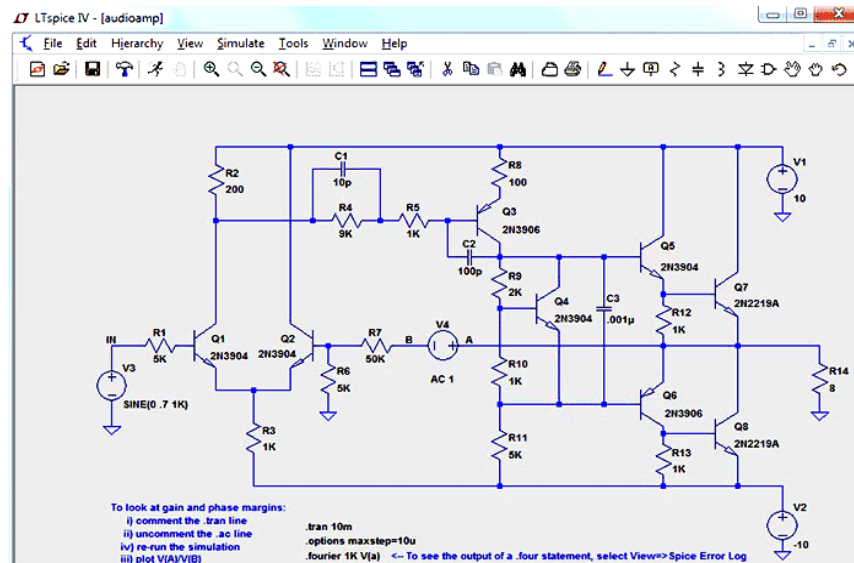 LTspice IV - [audioamp]
File Edit Hierarchy View Simulate Tools Window Help
R2
200
C1
10p
R4
9K
R5
1K
R8
100
Q3
2N3906
C2
100p
R9
2K
Q4
2N3904
C3
.001µ
Q5
2N3904
R12
1K
Q7
2N2219A
V1
10
IN
R1
5K
Q1
2N3904
Q2
2N3904
R7
50K
B
V4
A
AC 1
R6
5K
V3
SINE(0 .7 1K)
R3
1K
R10
1K
R11
5K
Q6
2N3906
R13
1K
Q8
2N2219A
R14
8
V2
-10
To look at gain and phase margins:
i) comment the .tran line
ii) uncomment the .ac line
iv) re-run the simulation
iii) plot V(A)/V(B)
.tran 10m
.options maxstep=10u
.fourier 1K V(a) <-- To see the output of a .four statement, select View=>Spice Error Log